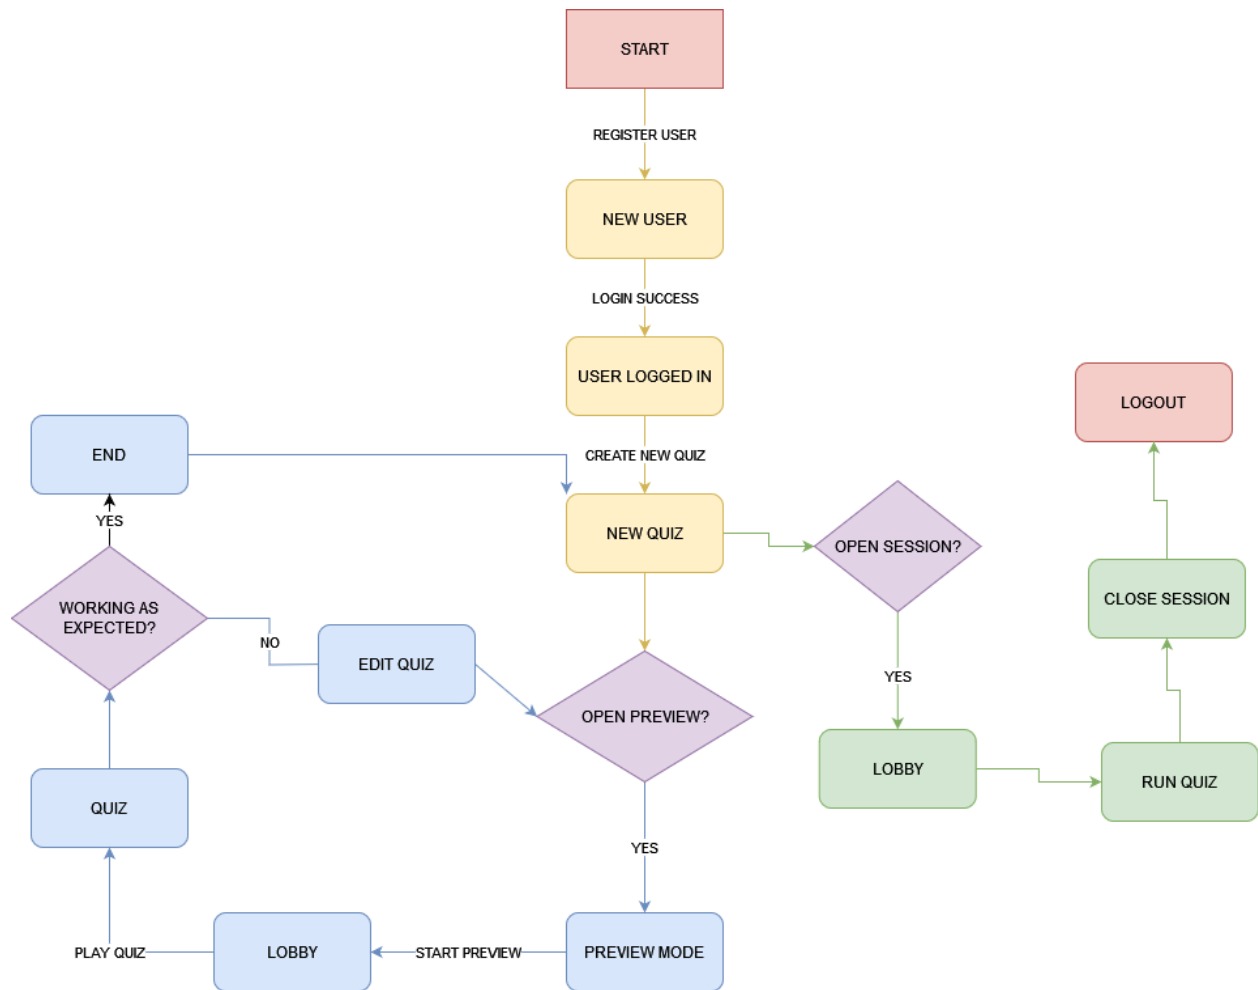 START
REGISTER USER
NEW USER
LOGIN SUCCESS
USER LOGGED IN
LOGOUT
END
CREATE NEW QUIZ
YES
NEW QUIZ
OPEN SESSION?
WORKING AS
EXPECTED?
NO
EDIT QUIZ
CLOSE SESSION
OPEN PREVIEW?
YES
LOBBY
RUN QUIZ
QUIZ
YES
PLAY QUIZ
LOBBY
START PREVIEW
PREVIEW MODE